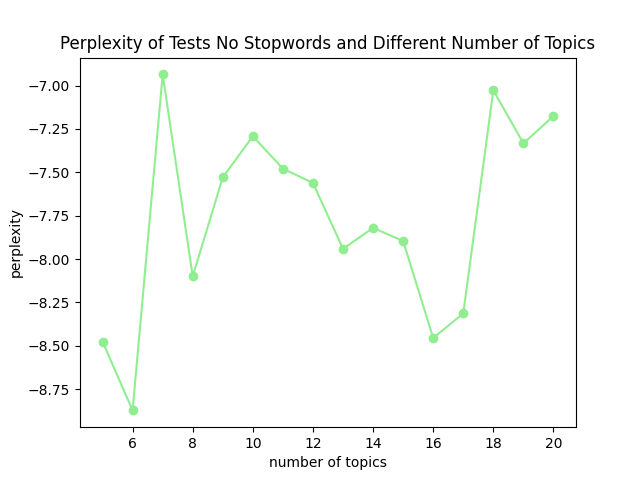 Perplexity of Tests No Stopwords and Different Number of Topics
−7.00
−7.25
−7.50
−7.75
−8.00
−8.25
−8.50
−8.75
perplexity
6 8 10 12 14 16 18 20
number of topics